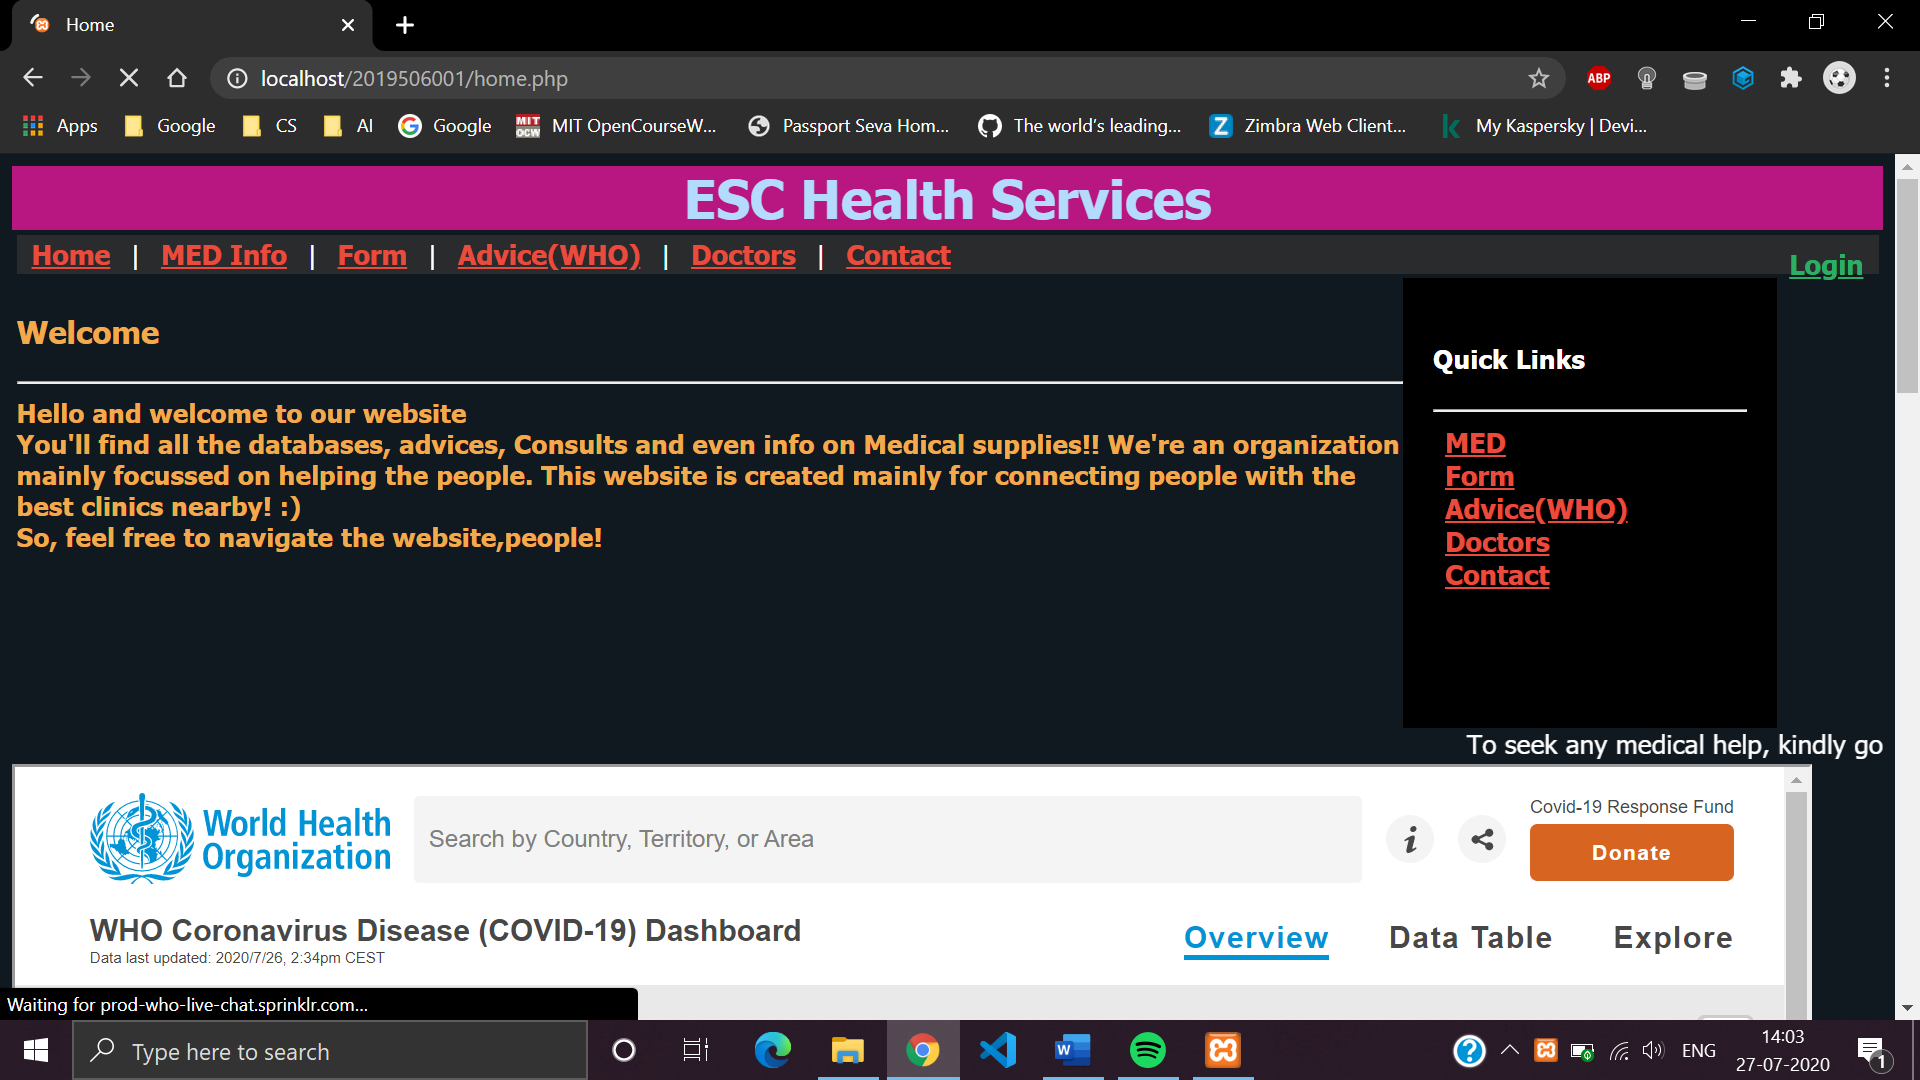 Home
localhost/2019506001/home.php
ABP
Apps Google CS AI Google MIT OCW MIT OpenCourseW... Passport Seva Hom... The world's leading... Z Zimbra Web Client... k My Kaspersky | Devi...
ESC Health Services
Home | MED Info | Form | Advice(WHO) | Doctors | Contact
Login
Welcome
Hello and welcome to our website
You'll find all the databases, advices, Consults and even info on Medical supplies!! We're an organization
mainly focussed on helping the people. This website is created mainly for connecting people with the
best clinics nearby! :)
So, feel free to navigate the website,people!
Quick Links
MED
Form
Advice(WHO)
Doctors
Contact
To seek any medical help, kindly go
World Health
Organization
Search by Country, Territory, or Area
i
Covid-19 Response Fund
Donate
WHO Coronavirus Disease (COVID-19) Dashboard
Data last updated: 2020/7/26, 2:34pm CEST
Overview Data Table Explore
Waiting for prod-who-live-chat.sprinklr.com...
Type here to search
W
?
ENG
14:03
27-07-2020
1